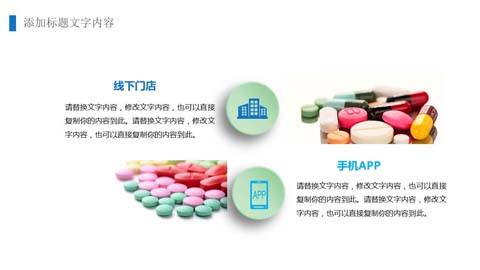 添加标题文字内容
线下门店
请替换文字内容，修改文字内容，也可以直接
复制你的内容到此。请替换文字内容，修改文
字内容，也可以直接复制你的内容到此。
手机APP
APP
请替换文字内容，修改文字内容，也可以直接
复制你的内容到此。请替换文字内容，修改文
字内容，也可以直接复制你的内容到此。